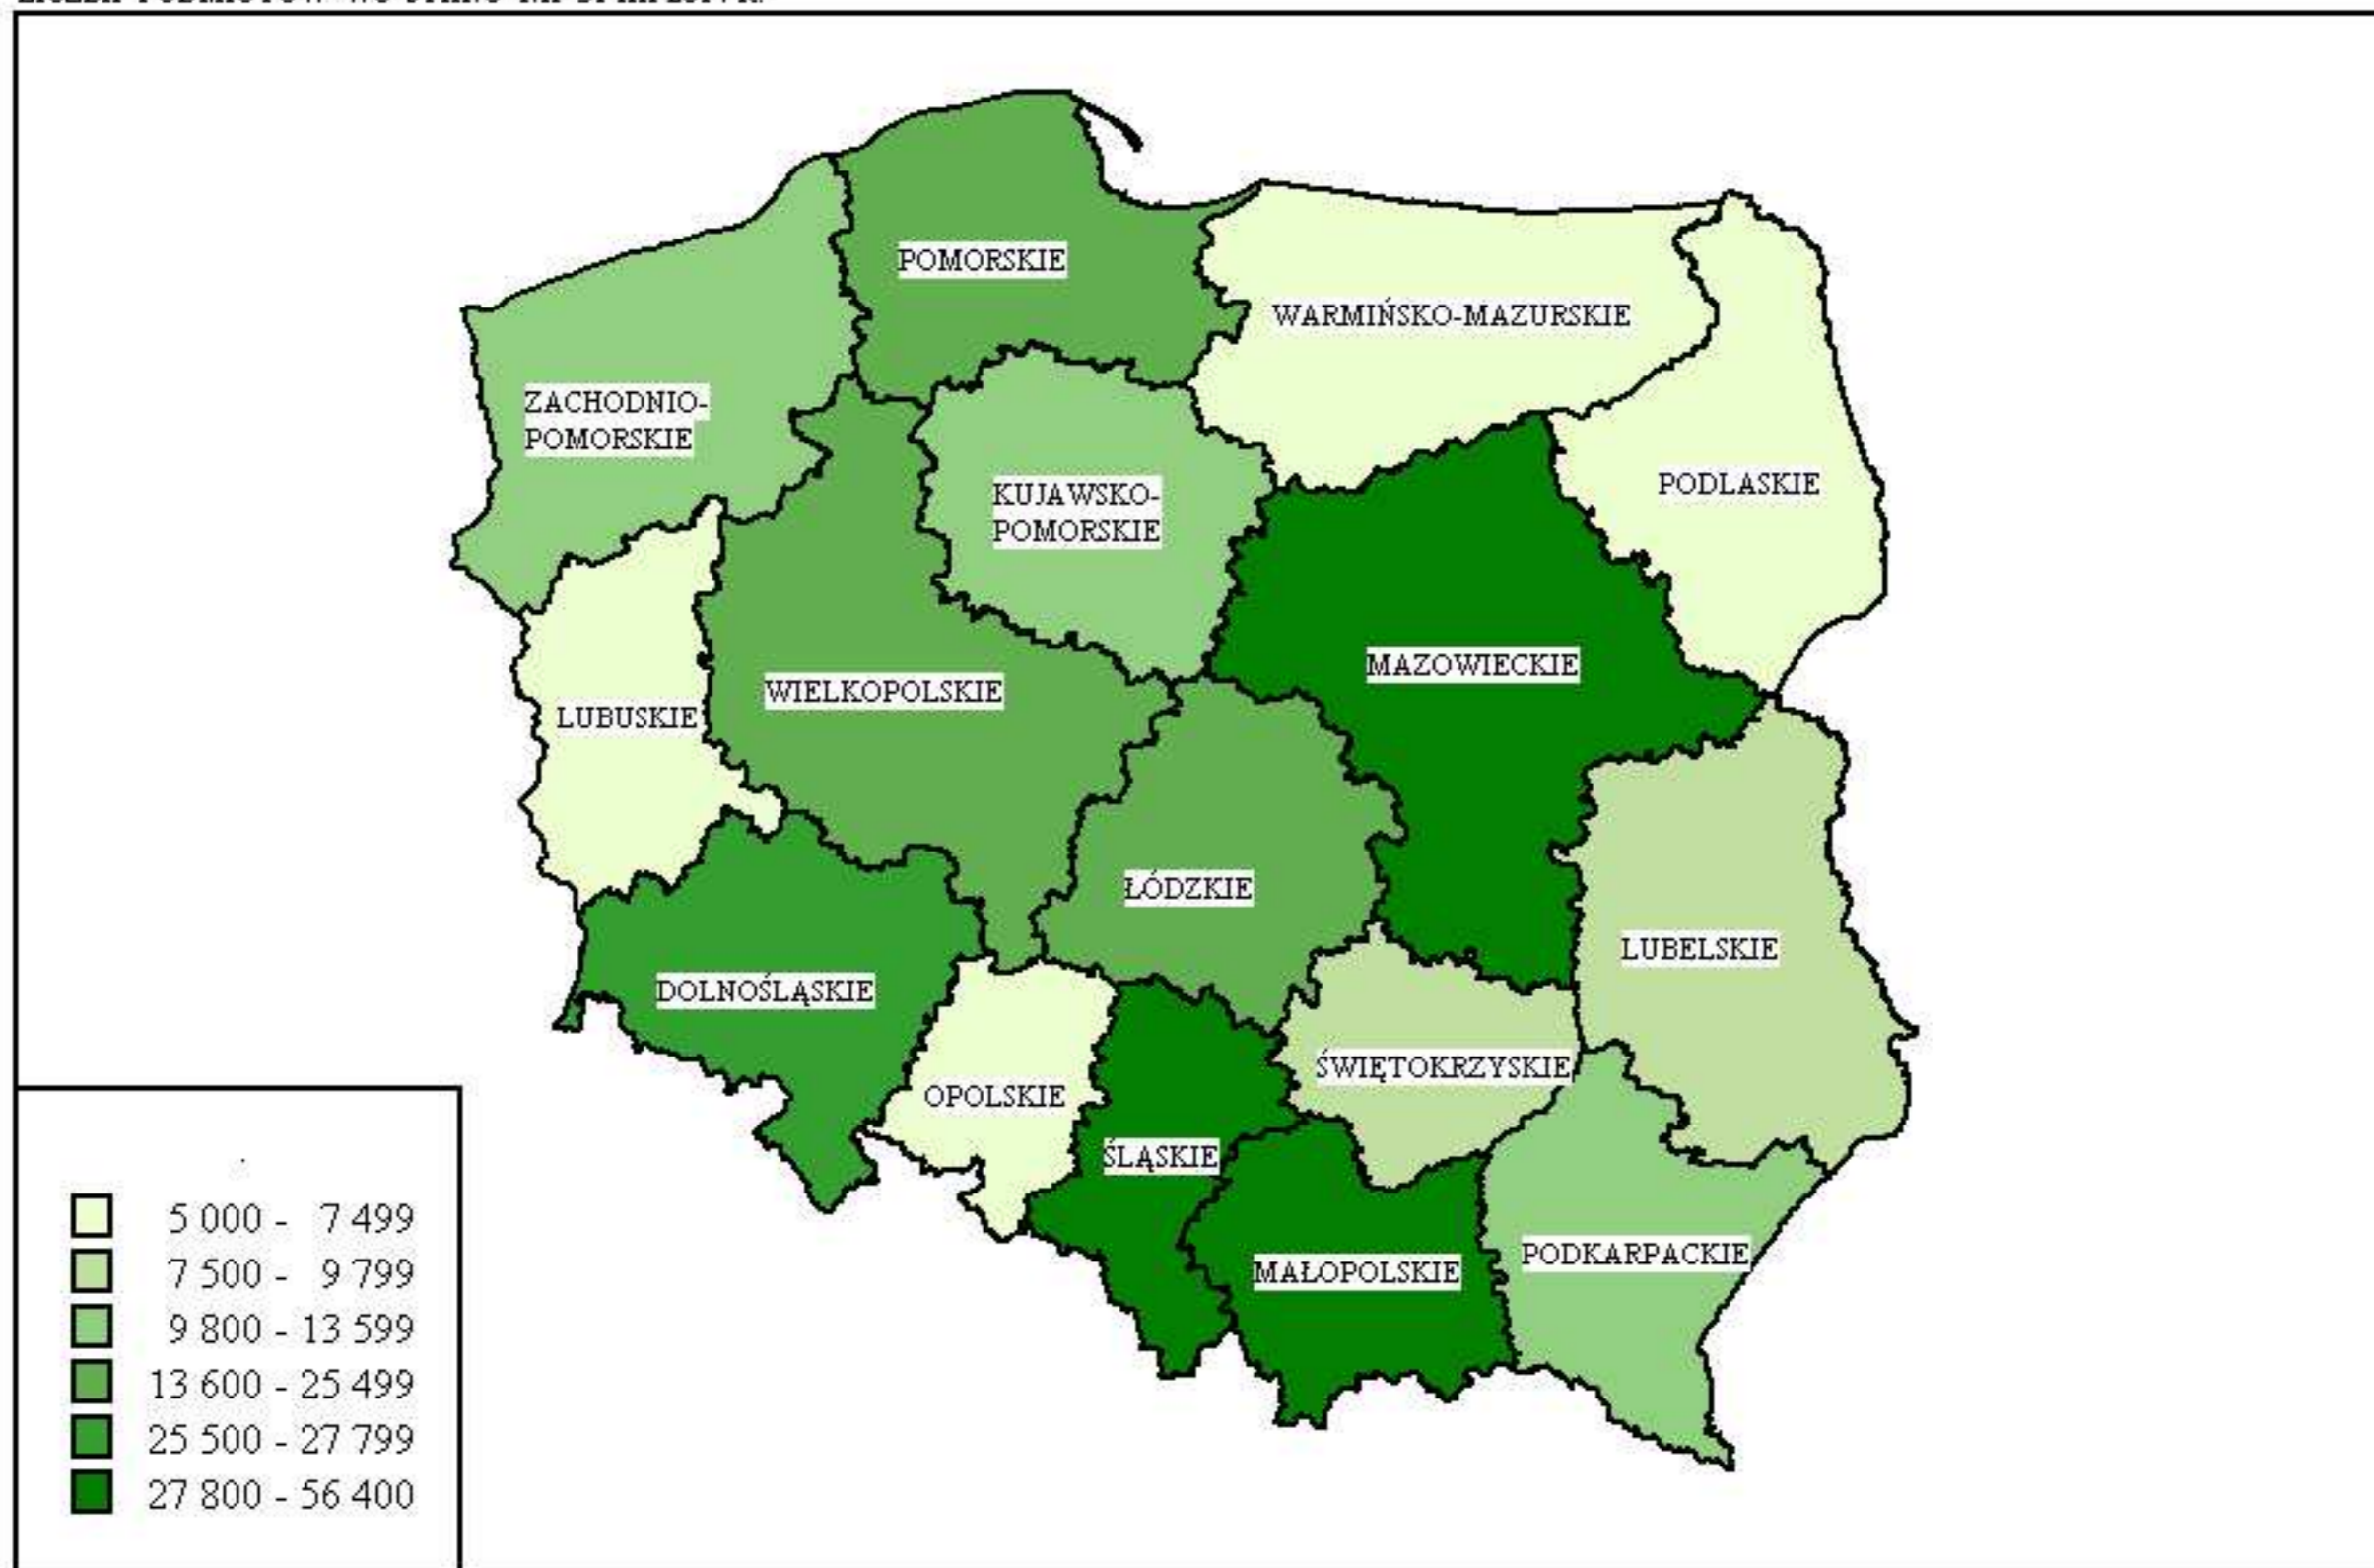 POMORSKIE
WARMIŃSKO-MAZURSKIE
ZACHODNIO-
POMORSKIE
PODLASKIE
KUJAWSKO-
POMORSKIE
MAZOWIECKIE
WIELKOPOLSKIE
LUBUSKIE
ŁÓDZKIE
LUBELSKIE
DOLNOŚLĄSKIE
ŚWIĘTOKRZYSKIE
OPOLSKIE
ŚLĄSKIE
PODKARPACKIE
MAŁOPOLSKIE
5 000 - 7 499
7 500 - 9 799
9 800 - 13 599
13 600 - 25 499
25 500 - 27 799
27 800 - 56 400